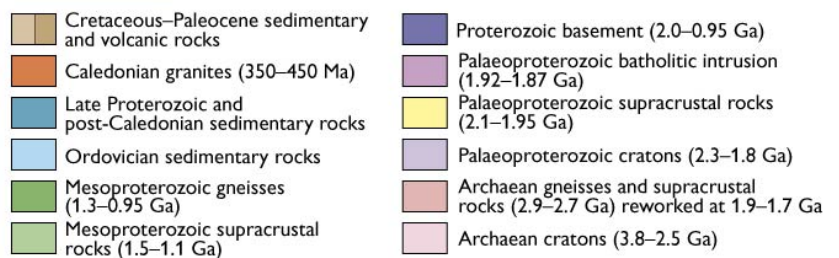 Cretaceous–Paleocene sedimentary
and volcanic rocks
Caledonian granites (350–450 Ma)
Late Proterozoic and
post-Caledonian sedimentary rocks
Ordovician sedimentary rocks
Mesoproterozoic gneisses
(1.3–0.95 Ga)
Mesoproterozoic supracrustal
rocks (1.5–1.1 Ga)
Proterozoic basement (2.0–0.95 Ga)
Palaeoproterozoic batholitic intrusion
(1.92–1.87 Ga)
Palaeoproterozoic supracrustal rocks
(2.1–1.95 Ga)
Palaeoproterozoic cratons (2.3–1.8 Ga)
Archaean gneisses and supracrustal
rocks (2.9–2.7 Ga) reworked at 1.9–1.7 Ga
Archaean cratons (3.8–2.5 Ga)